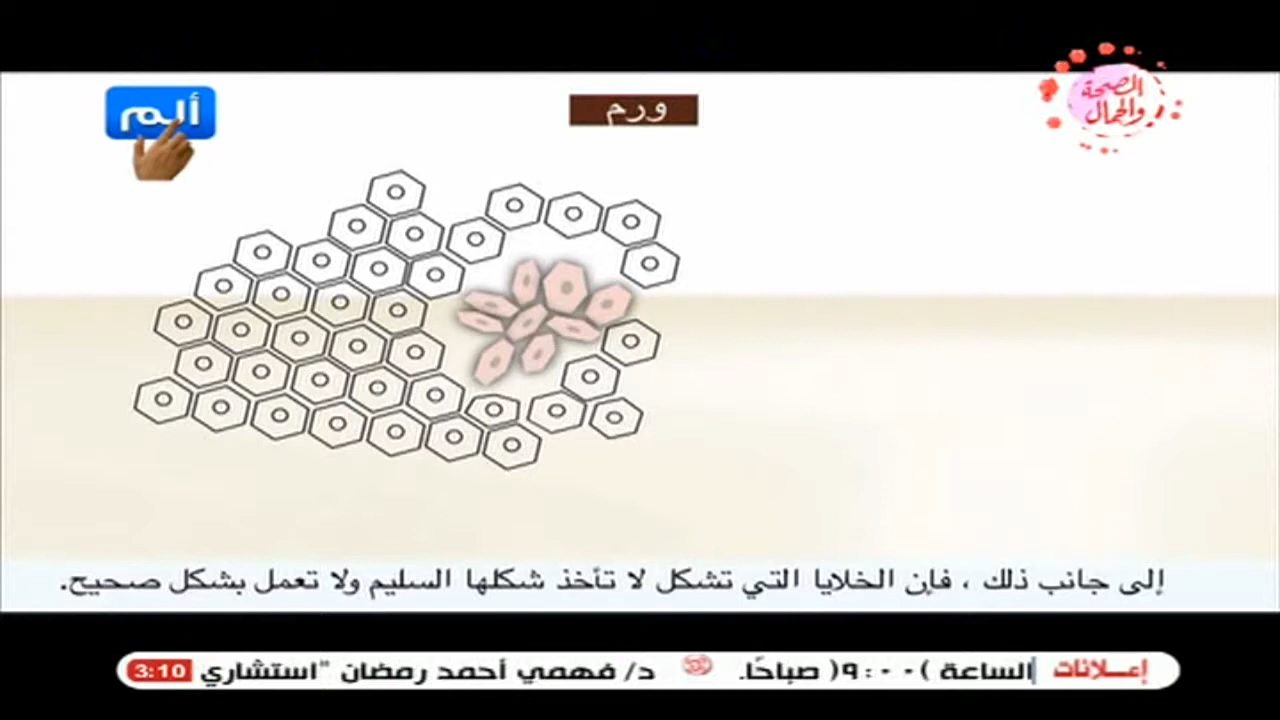 الصحة
والجمال
ألم
ورم
إلى جانب ذلك ، فإن الخلايا التي تشكل لا تأخذ شكلها السليم ولا تعمل بشكل صحيح.
إعلانات
الساعة )٩:٠٠( صباحًا. د/ فهمي أحمد رمضان "استشاري
3:10